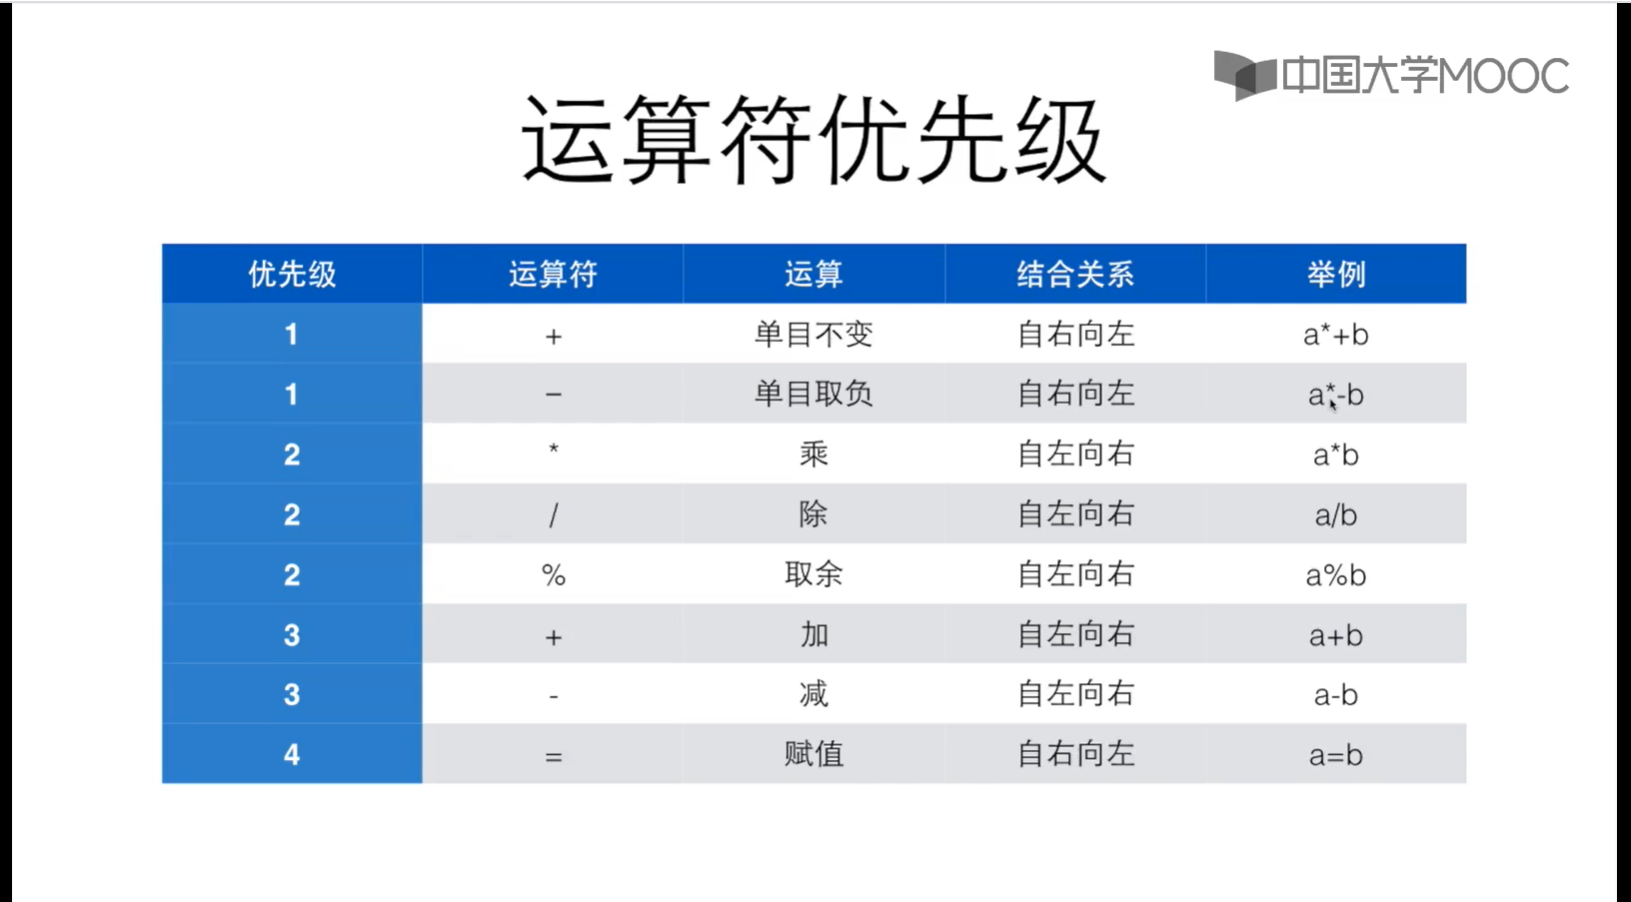 中国大学MOOC
运算符优先级
优先级 运算符 运算 结合关系 举例
1 + 单目不变 自右向左 a*+b
1 − 单目取负 自右向左 a*-b
2 * 乘 自左向右 a*b
2 / 除 自左向右 a/b
2 % 取余 自左向右 a%b
3 + 加 自左向右 a+b
3 - 减 自左向右 a-b
4 = 赋值 自右向左 a=b